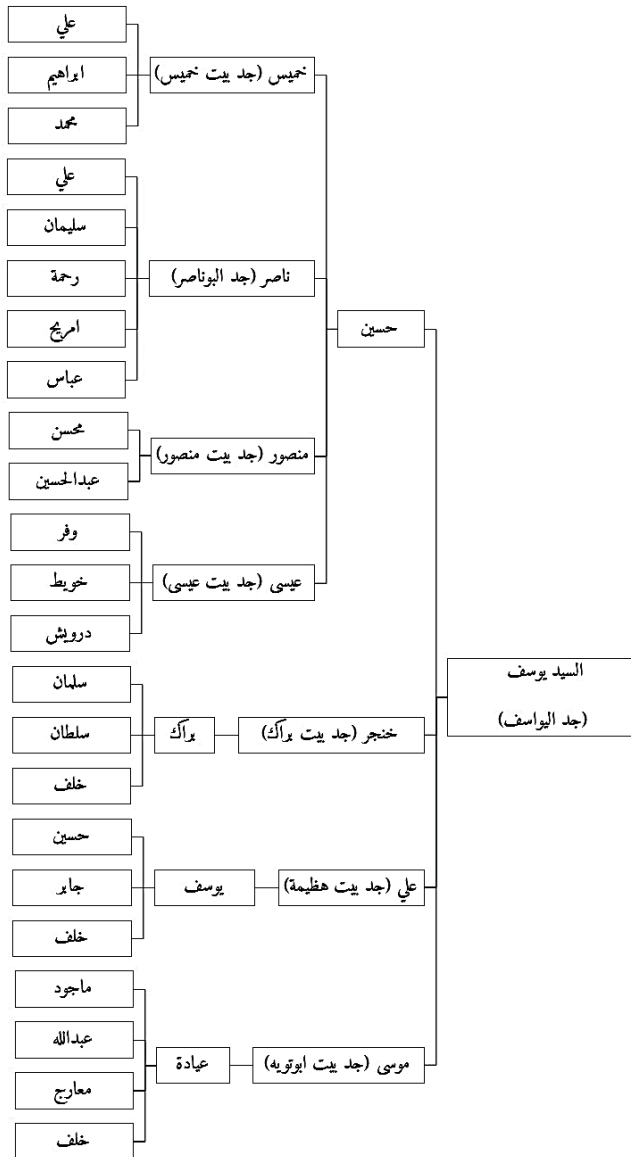 السيد يوسف
(جد اليواسف)
حسين
خميس (جد بيت خميس)
علي
ابراهيم
محمد
ناصر (جد البوناصر)
علي
سليمان
رحمة
امريح
عباس
منصور (جد بيت منصور)
محسن
عبدالحسين
عيسى (جد بيت عيسى)
وفر
خويط
درويش
خنجر (جد بيت براك)
براك
سلمان
سلطان
خلف
علي (جد بيت هظيمة)
يوسف
حسين
جابر
خلف
موسى (جد بيت ابوتويه)
عيادة
ماجود
عبدالله
معارج
خلف